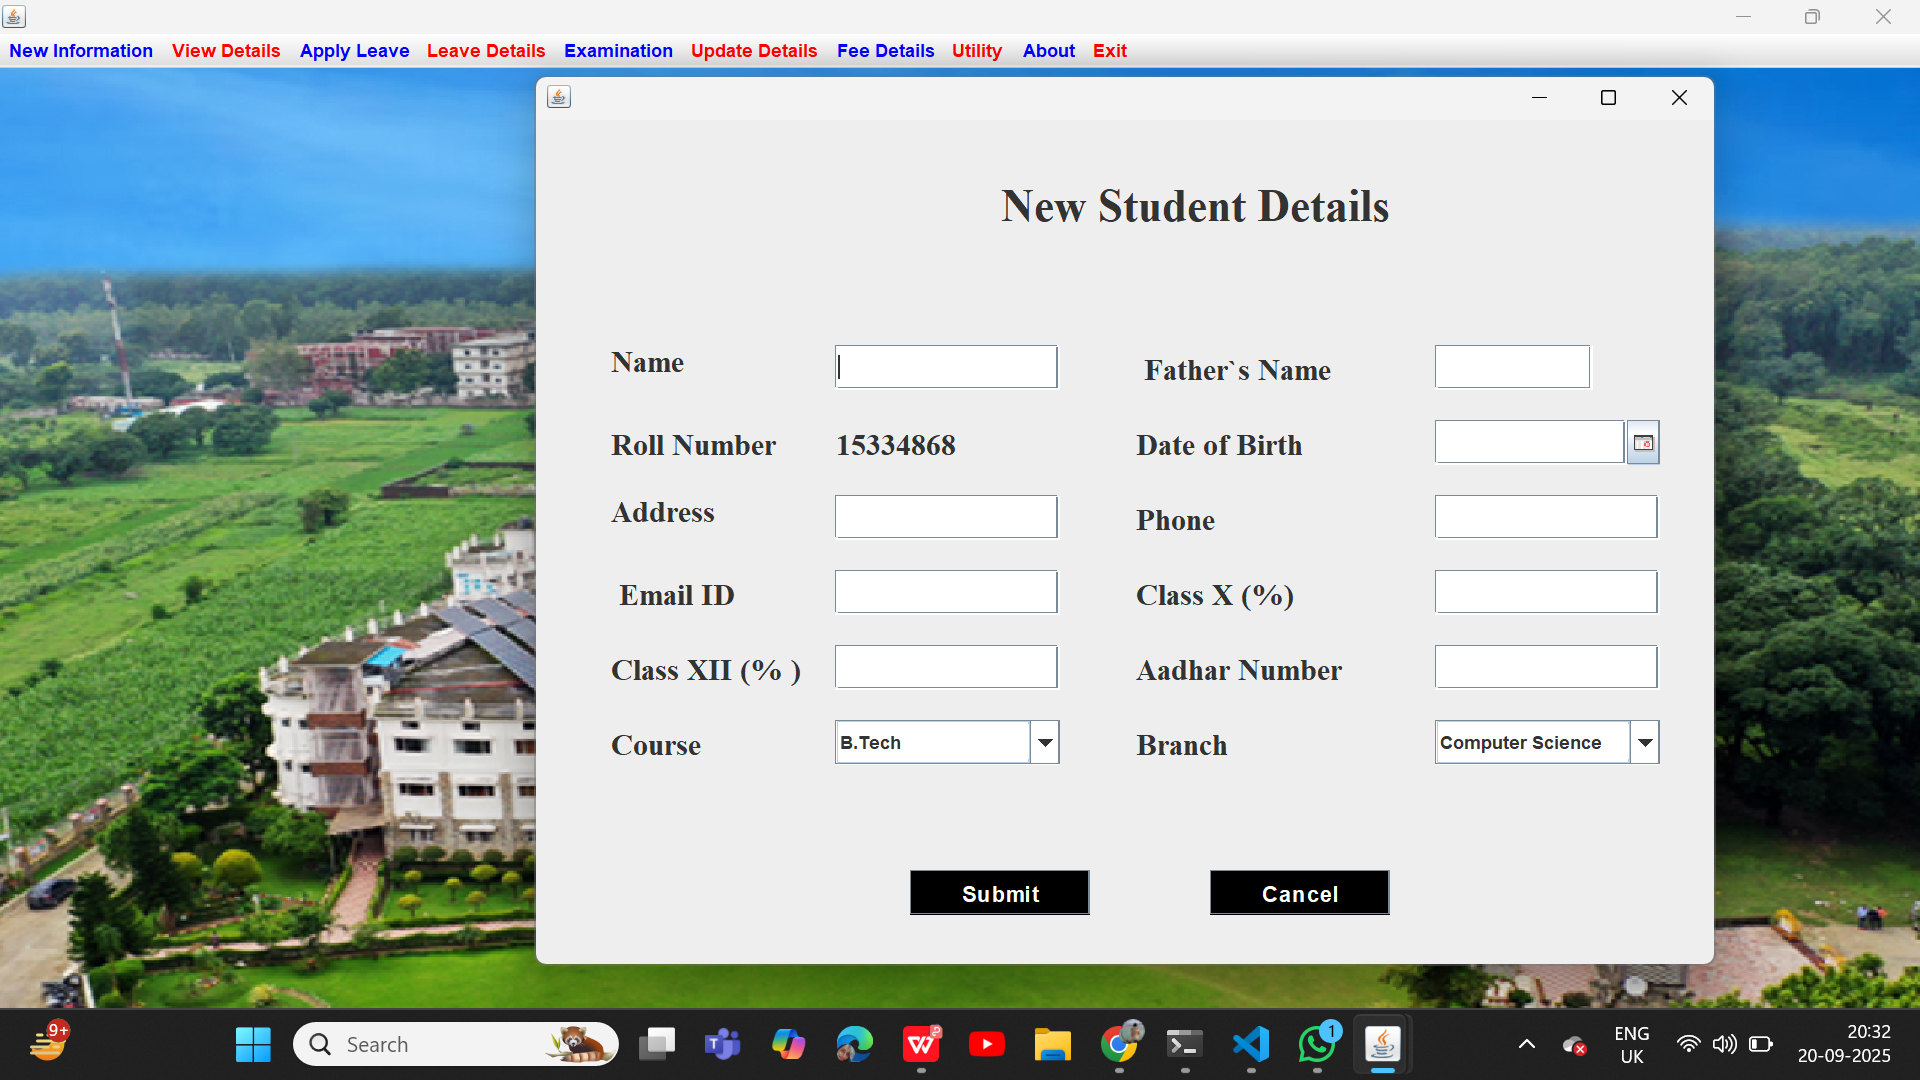 New Information View Details Apply Leave Leave Details Examination Update Details Fee Details Utility About Exit
New Student Details
Name Father`s Name
Roll Number 15334868 Date of Birth
Address Phone
Email ID Class X (%)
Class XII (% ) Aadhar Number
Course B.Tech Branch Computer Science
Submit Cancel
9+ Search 1 ENG 20:32
UK 20-09-2025